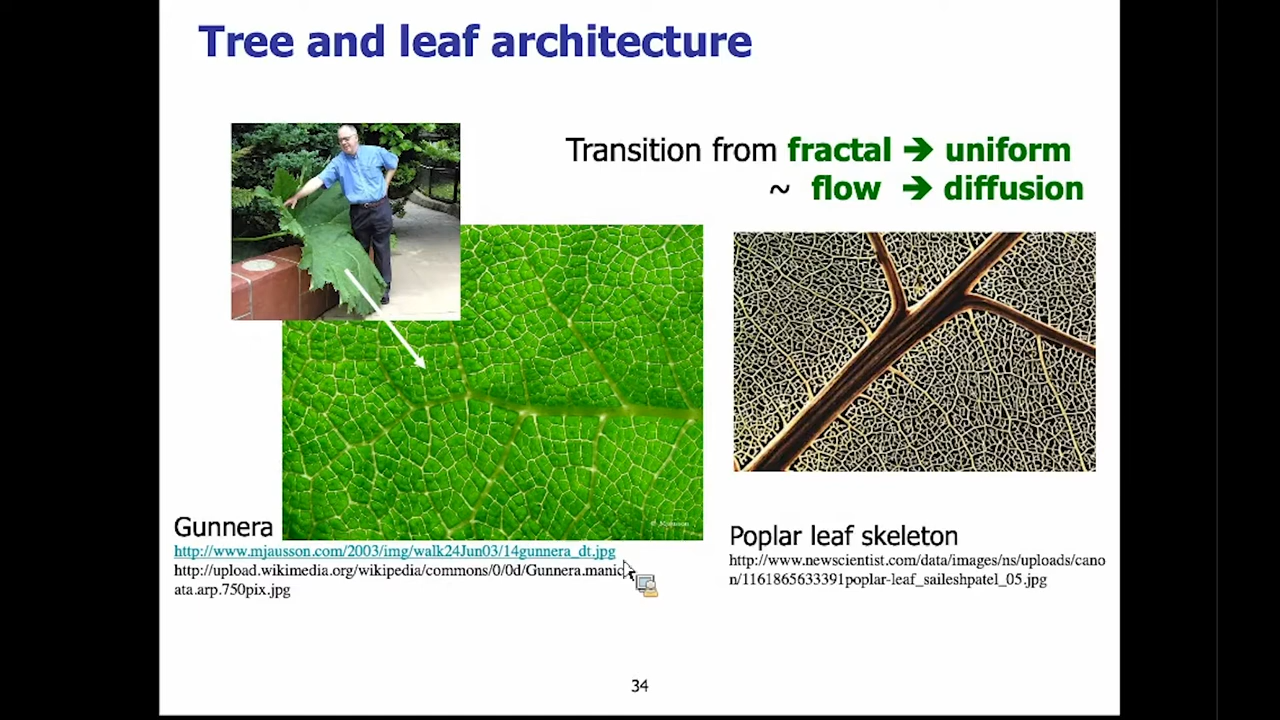 Tree and leaf architecture
Transition from fractal ➔ uniform
~ flow ➔ diffusion
© Mjausson
Gunnera
http://www.mjausson.com/2003/img/walk24Jun03/14gunnera_dt.jpg
http://upload.wikimedia.org/wikipedia/commons/0/0d/Gunnera.manic
ata.arp.750pix.jpg
Poplar leaf skeleton
http://www.newscientist.com/data/images/ns/uploads/cano
n/1161865633391poplar-leaf_saileshpatel_05.jpg
34